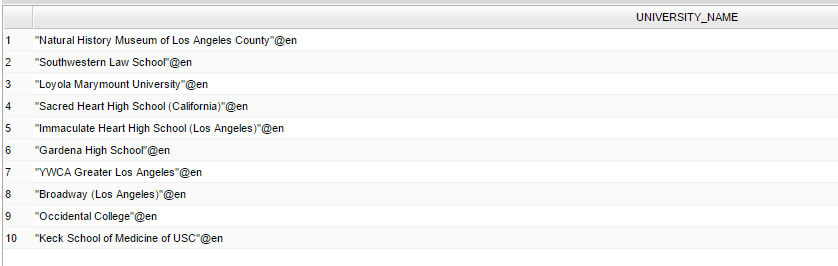 UNIVERSITY_NAME
1 "Natural History Museum of Los Angeles County"@en
2 "Southwestern Law School"@en
3 "Loyola Marymount University"@en
4 "Sacred Heart High School (California)"@en
5 "Immaculate Heart High School (Los Angeles)"@en
6 "Gardena High School"@en
7 "YWCA Greater Los Angeles"@en
8 "Broadway (Los Angeles)"@en
9 "Occidental College"@en
10 "Keck School of Medicine of USC"@en